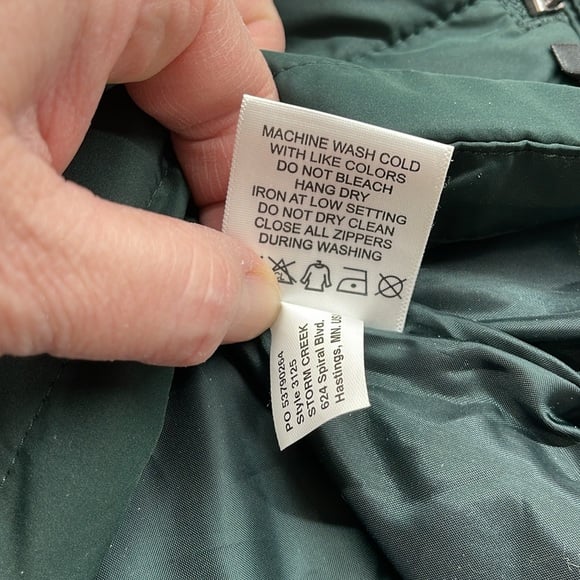 MACHINE WASH COLD
WITH LIKE COLORS
DO NOT BLEACH
HANG DRY
IRON AT LOW SETTING
DO NOT DRY CLEAN
CLOSE ALL ZIPPERS
DURING WASHING
PO 53790264
Style 3125
STORM CREEK
624 Spiral Blvd.
Hastings, MN. US